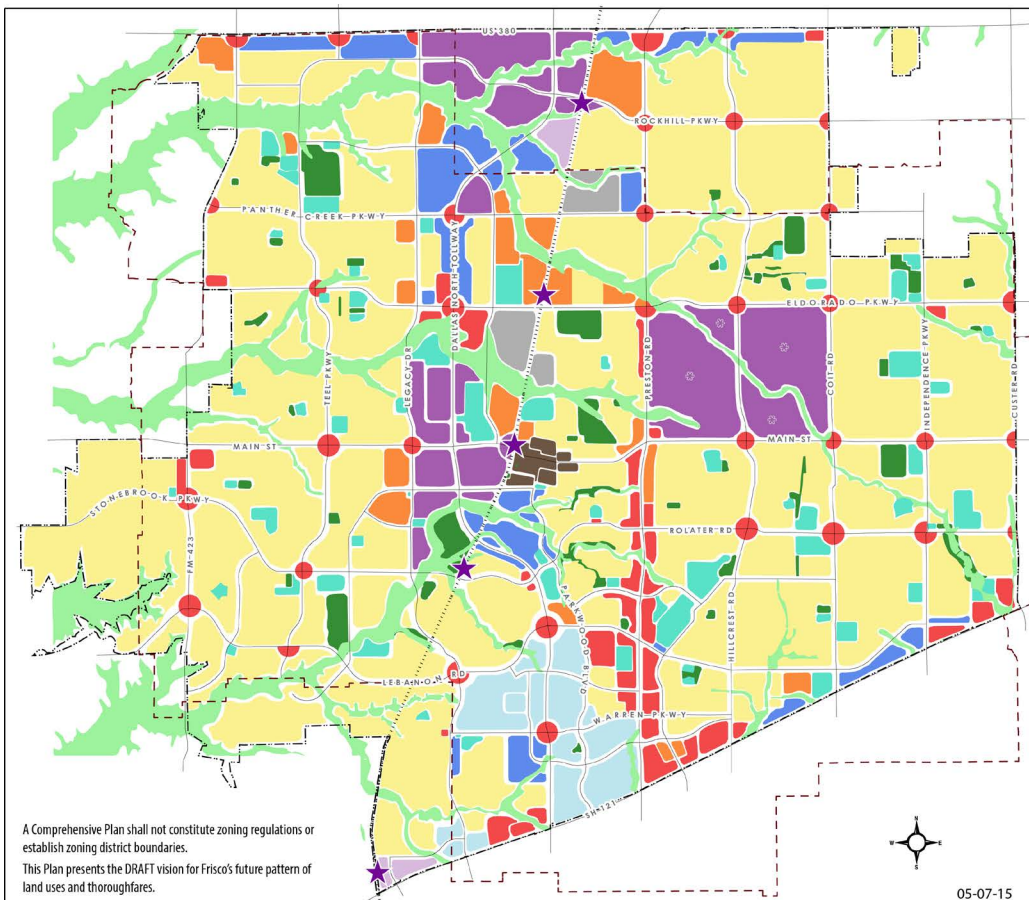 US 380
ROCKHILL PKWY
PANTHER CREEK PKWY
DALLAS NORTH TOLLWAY
ELDORADO PKWY
TEEL PKWY
LEGACY DR
PRESTON RD
COIT RD
INDEPENDENCE PKWY
CUSTER RD
MAIN ST
MAIN ST
STONEBROOK PKWY
FM 423
ROLATER RD
PARKWOOD BLVD
HILLCREST RD
LEBANON RD
WARREN PKWY
SH 121
A Comprehensive Plan shall not constitute zoning regulations or
establish zoning district boundaries.
This Plan presents the DRAFT vision for Frisco's future pattern of
land uses and thoroughfares.
N
W
E
S
05-07-15